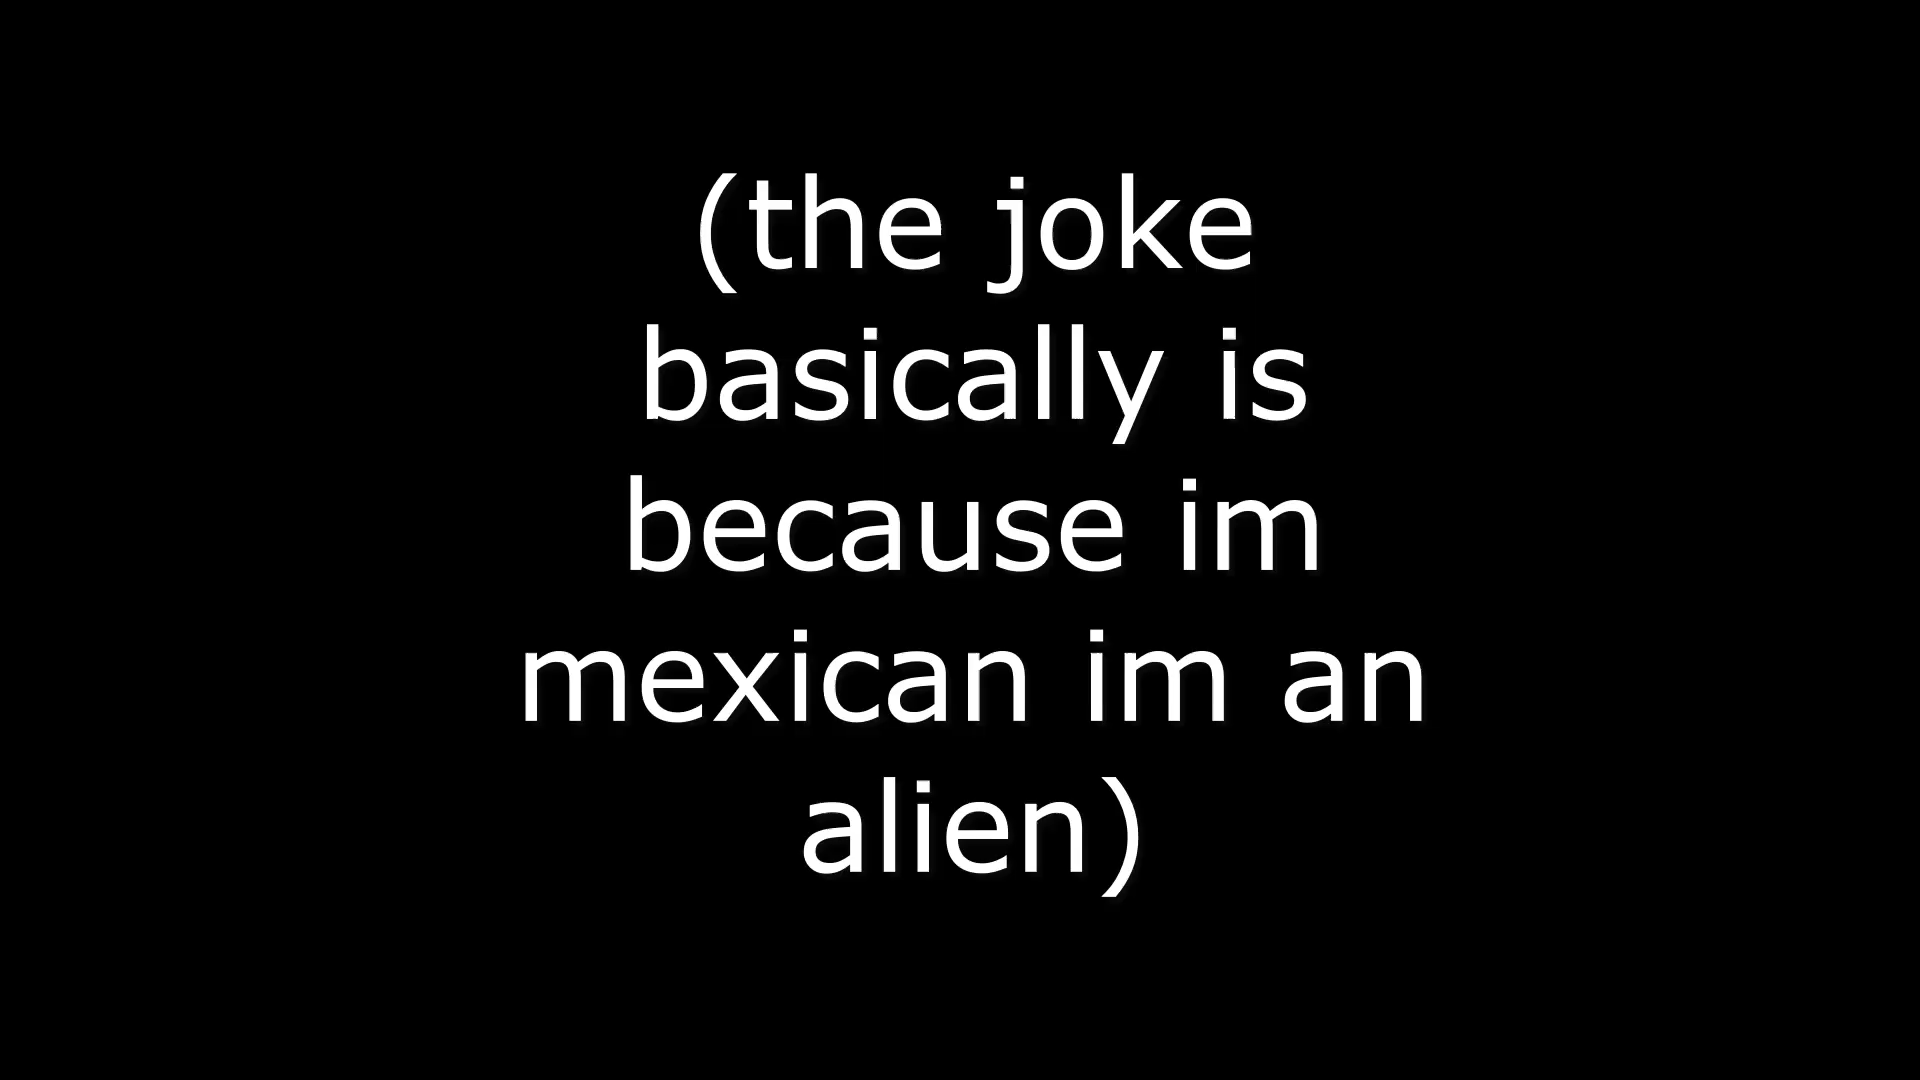 (the joke
basically is
because im
mexican im an
alien)